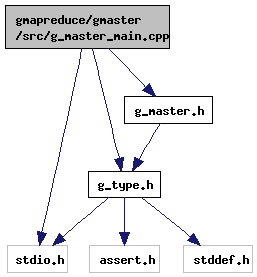 gmapreduce/gmaster
/src/g_master_main.cpp
g_master.h
g_type.h
stdio.h
assert.h
stddef.h